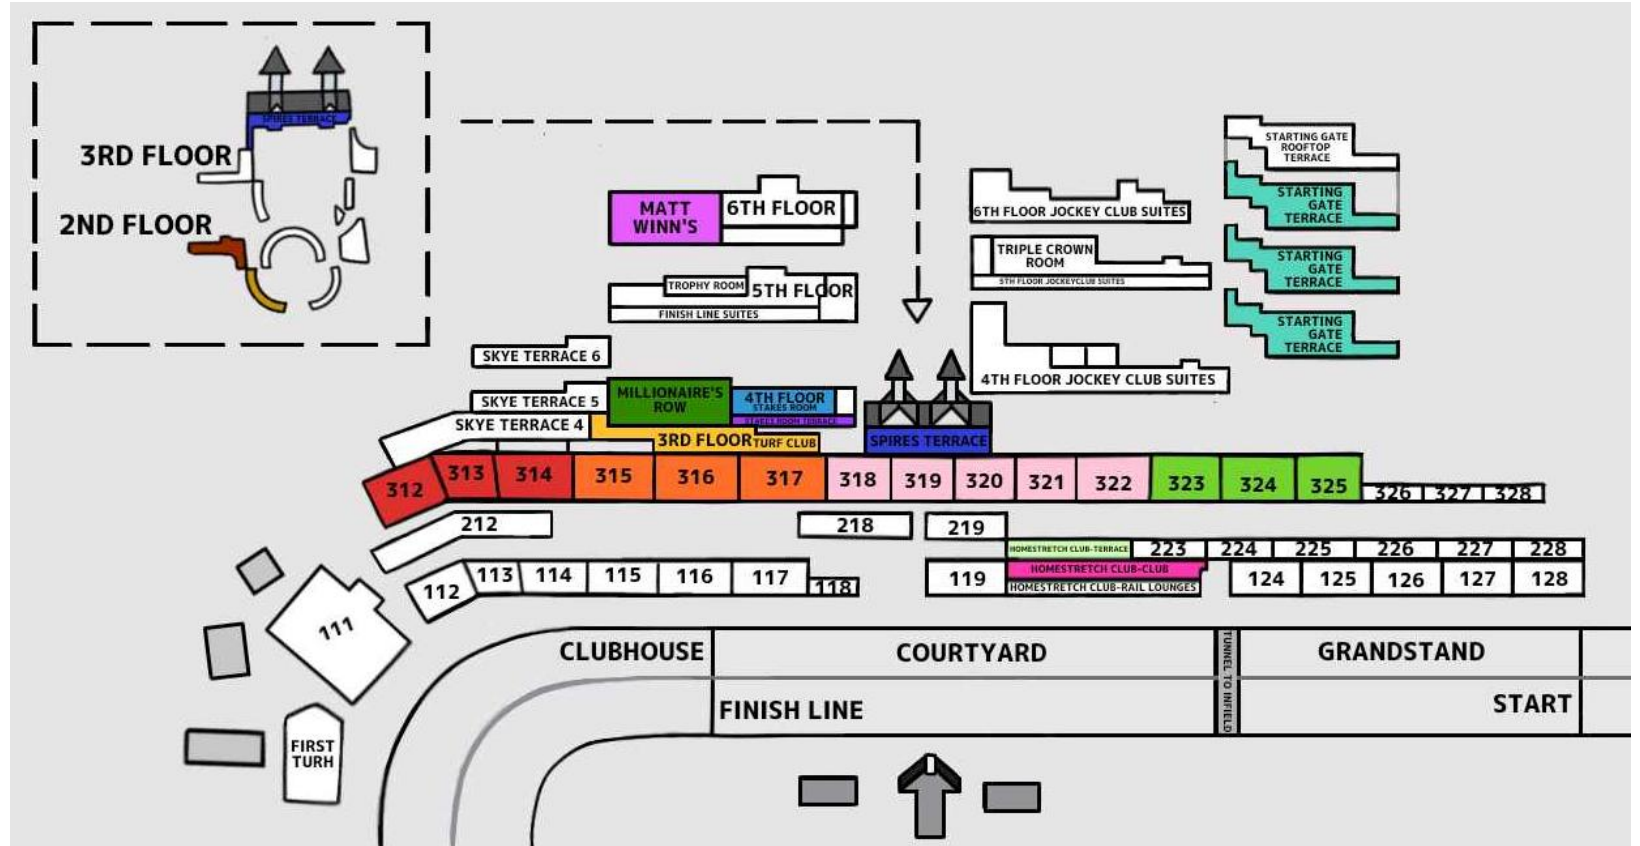 SPIRES TERRACE
3RD FLOOR
2ND FLOOR
MATT
WINN'S
6TH FLOOR
TROPHY ROOM
5TH FLOOR
FINISH LINE SUITES
6TH FLOOR JOCKEY CLUB SUITES
TRIPLE CROWN
ROOM
5TH FLOOR JOCKEYCLUB SUITES
4TH FLOOR JOCKEY CLUB SUITES
STARTING GATE
ROOFTOP
TERRACE
STARTING
GATE
TERRACE
STARTING
GATE
TERRACE
STARTING
GATE
TERRACE
SKYE TERRACE 6
SKYE TERRACE 5
SKYE TERRACE 4
MILLIONAIRE'S
ROW
4TH FLOOR
STAKES ROOM
STAKES ROOM TERRACE
3RD FLOOR TURF CLUB
SPIRES TERRACE
312 313 314 315 316 317 318 319 320 321 322 323 324 325 326 327 328
212 218 219
HOMESTRETCH CLUB-TERRACE 223 224 225 226 227 228
HOMESTRETCH CLUB-CLUB
HOMESTRETCH CLUB-RAIL LOUNGES
111 112 113 114 115 116 117 118 119 124 125 126 127 128
CLUBHOUSE COURTYARD GRANDSTAND
TUNNEL TO INFIELD
FINISH LINE START
FIRST
TURH